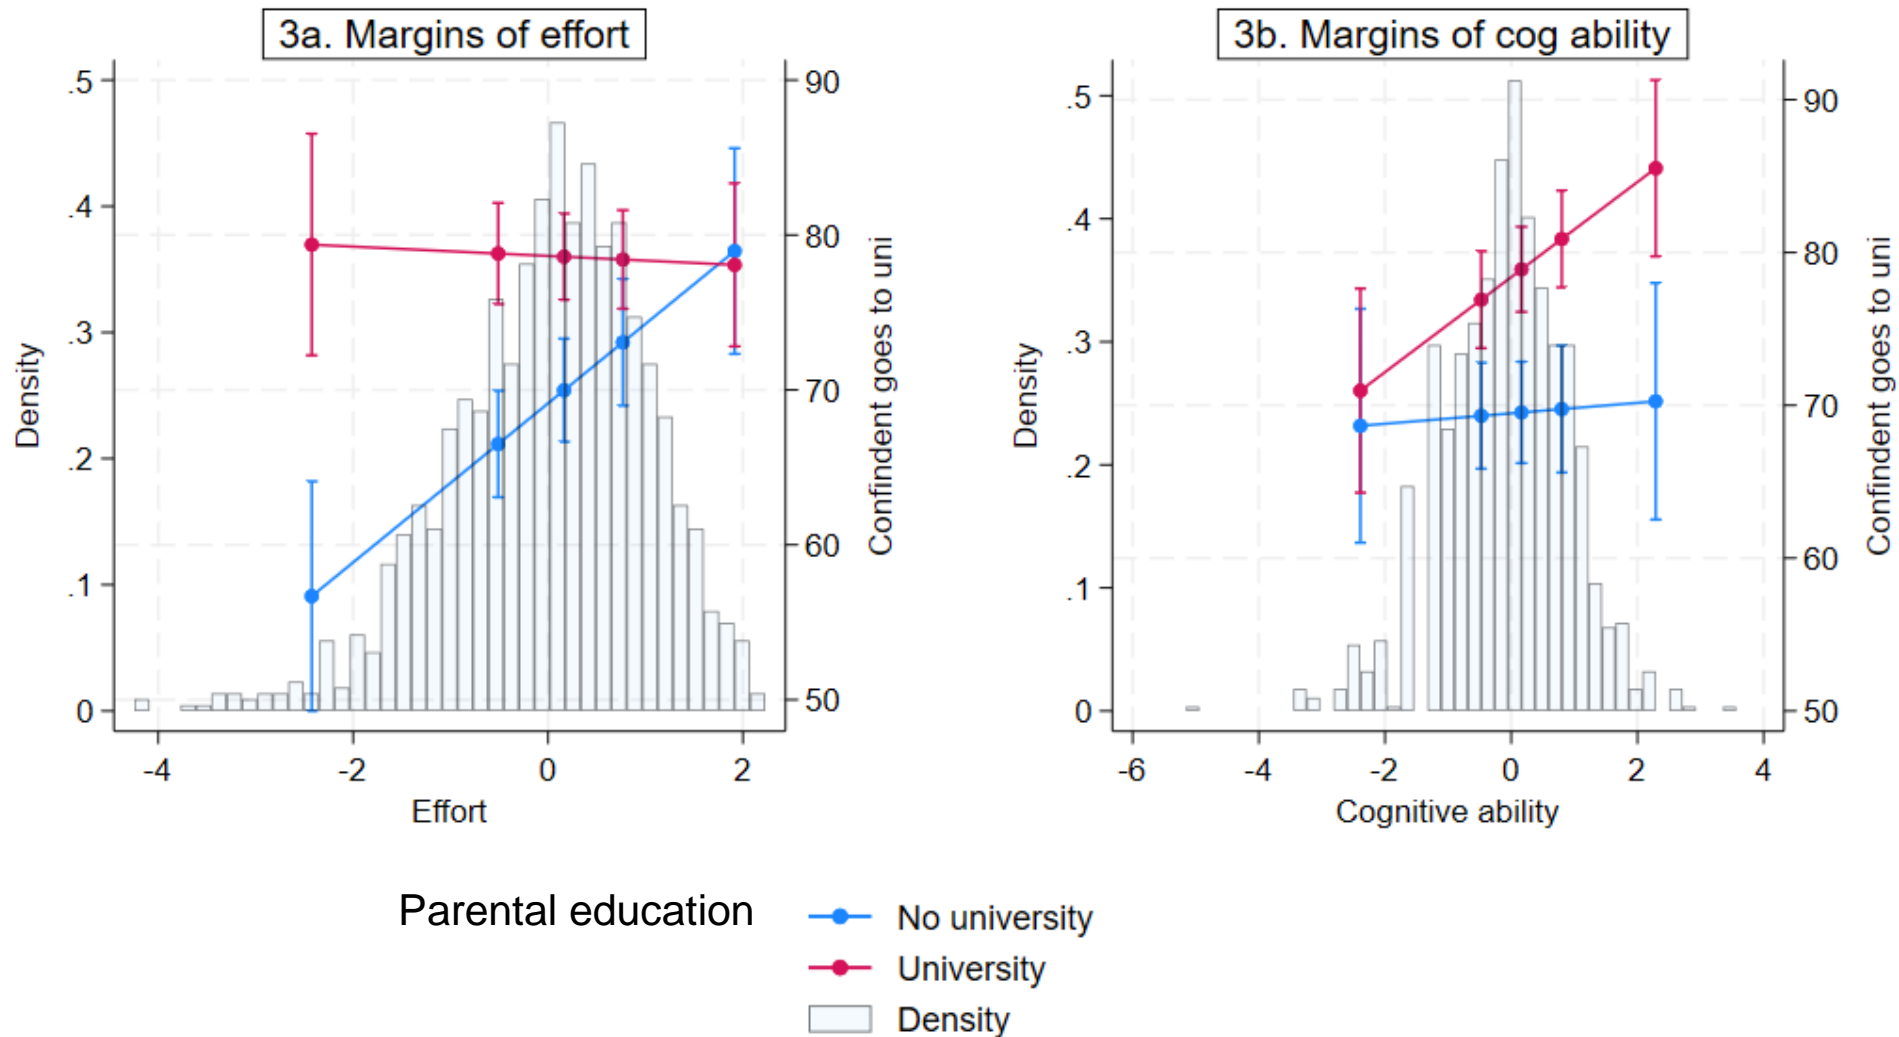 3a. Margins of effort
.5
.4
.3
.2
.1
0
Density
90
80
70
60
50
Confindent goes to uni
-4 -2 0 2
Effort
3b. Margins of cog ability
.5
.4
.3
.2
.1
0
Density
90
80
70
60
50
Confindent goes to uni
-6 -4 -2 0 2 4
Cognitive ability
Parental education
No university
University
Density